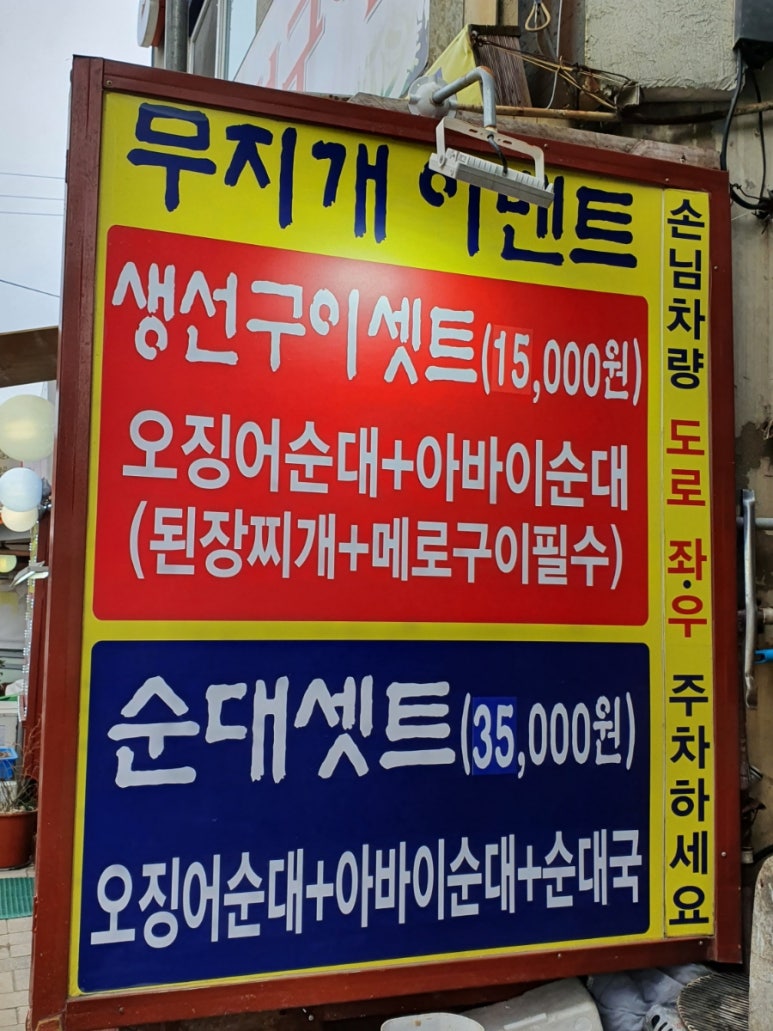 무지개 이벤트
생선구이셋트(15,000원)
오징어순대+아바이순대
(된장찌개+메로구이필수)
순대셋트(35,000원)
오징어순대+아바이순대+순대국
손님차량 도로 좌·우 주차하세요